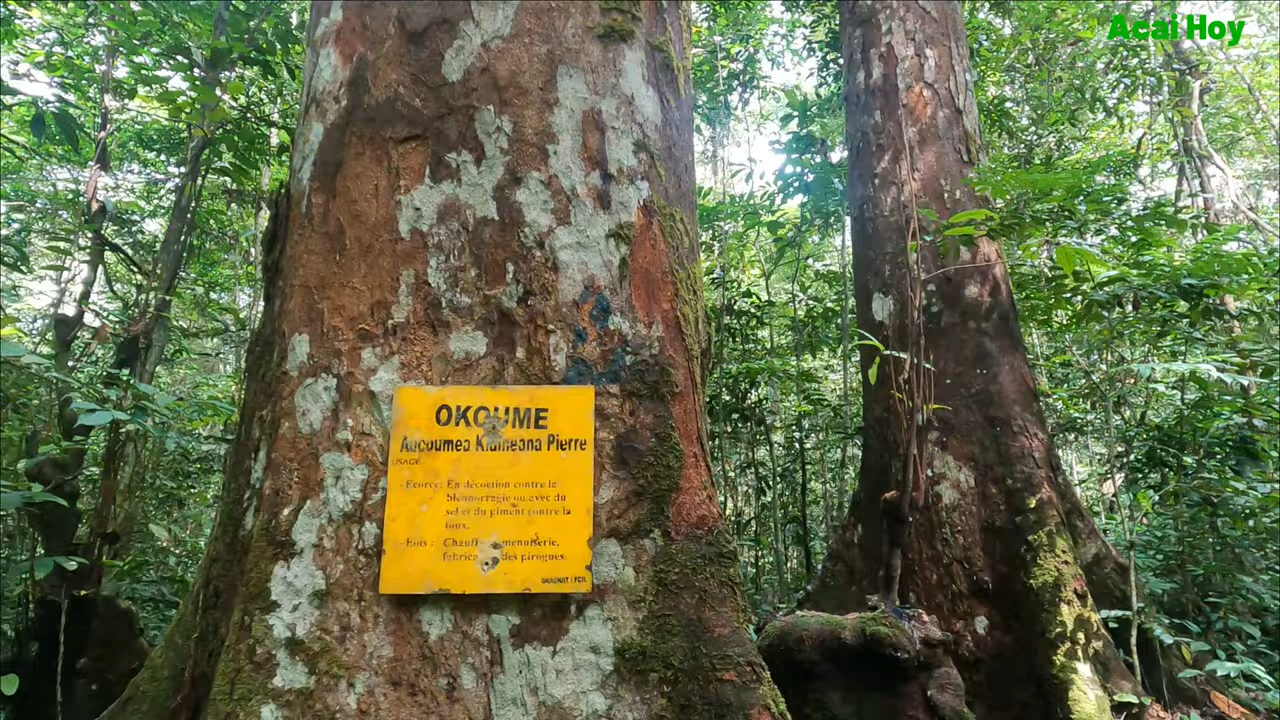 Acai Hoy
OKOUME
Aucoumea Klaineana Pierre
USAGE
- Ecorce: En décoction contre la
blennorragie ou avec du
sel et du piment contre la
toux.
- Bois : menuiserie,
des pirogues.